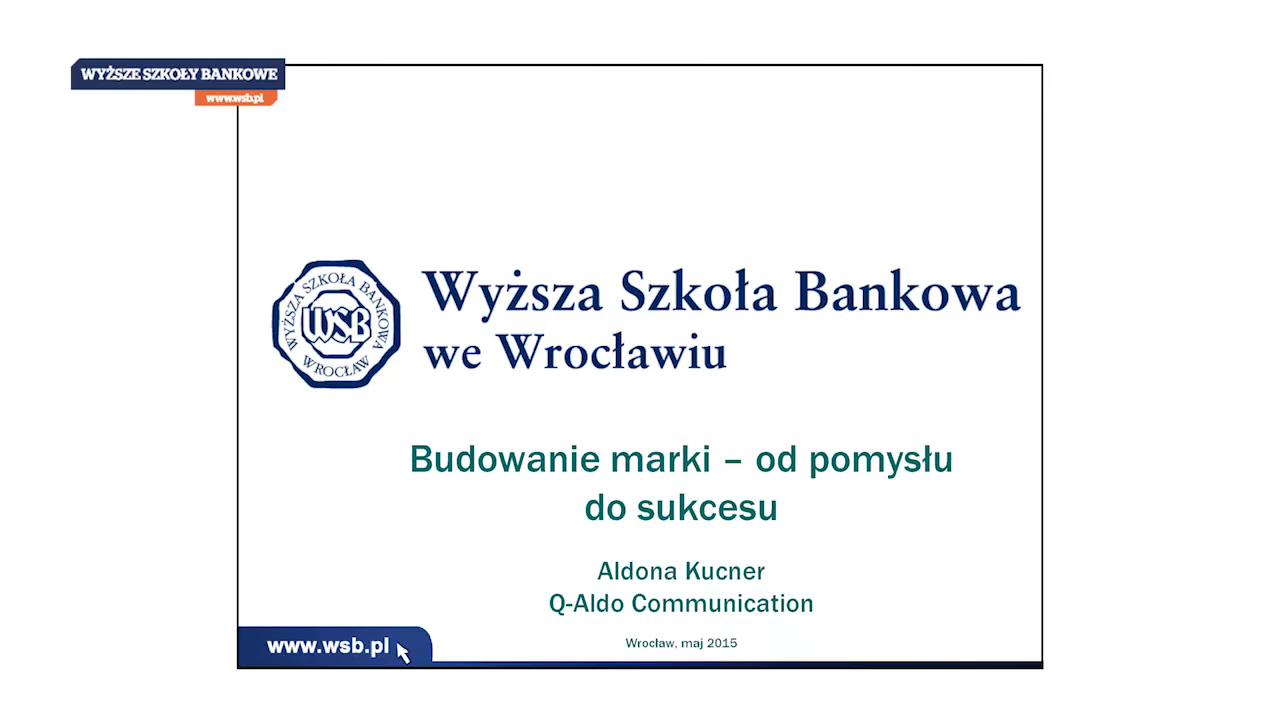 WYŻSZE SZKOŁY BANKOWE
www.wsb.pl
WYŻSZA SZKOŁA BANKOWA
WSB
WROCŁAW
Wyższa Szkoła Bankowa
we Wrocławiu
Budowanie marki – od pomysłu
do sukcesu
Aldona Kucner
Q-Aldo Communication
Wrocław, maj 2015
www.wsb.pl